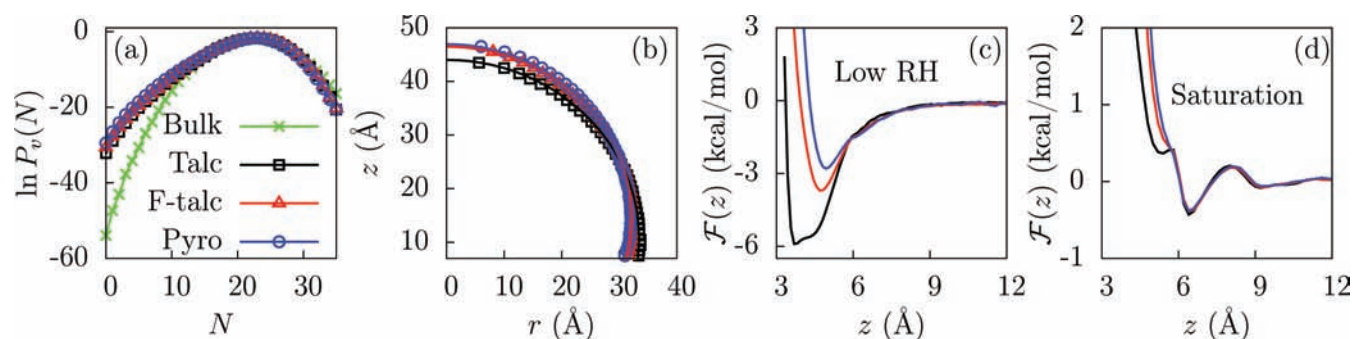 (a)
0
-20
-40
-60
ln P_v(N)
Bulk
Talc
F-talc
Pyro
0 10 20 30
N
(b)
50
40
30
20
10
z (Å)
0 10 20 30 40
r (Å)
(c)
Low RH
0
-3
-6
F(z) (kcal/mol)
3 6 9 12
z (Å)
(d)
Saturation
2
1
0
-1
F(z) (kcal/mol)
3 6 9 12
z (Å)